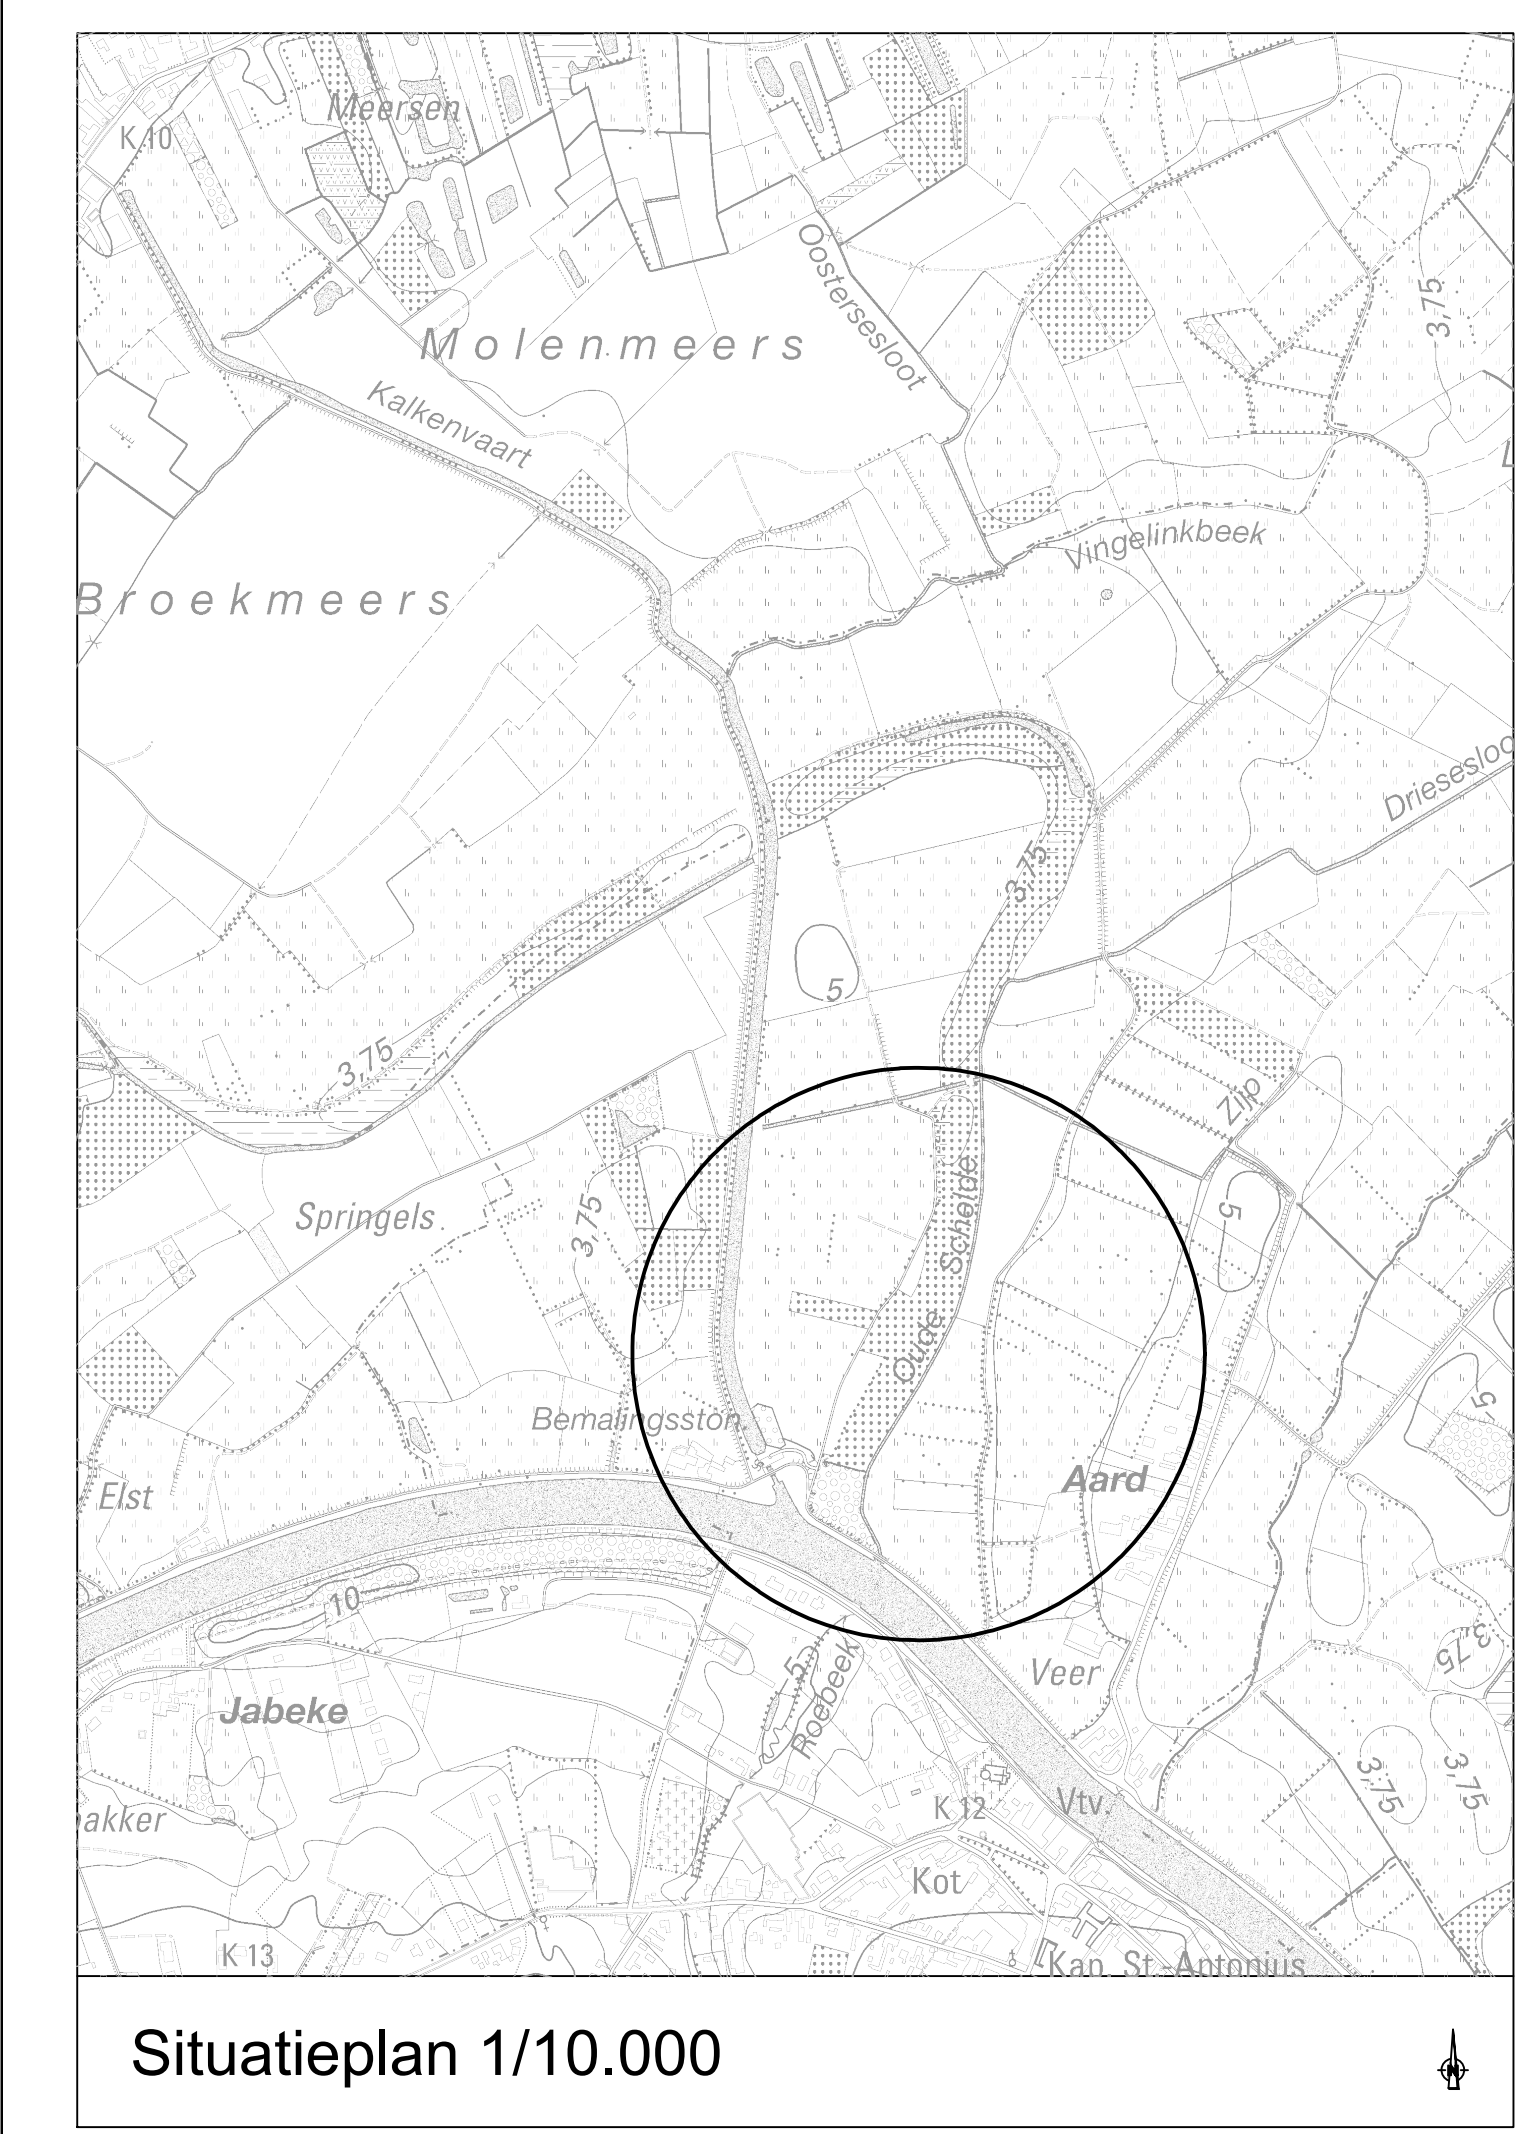 Meersen
K 10
Oostersesloot
3,75
Molenmeers
Kalkenvaart
Vingelinkbeek
Broekmeers
Driesesloo
3,75
5
3,75
Zijp
Springels.
3,75
Oude Schelde
5
Bemalingsston.
5
Aard
Elst
10
3,75
5
Roebeek
Veer
Jabeke
3,75
3,75
akker
K 12
Vtv.
Kot
K 13
Kap. St.-Antonius
Situatieplan 1/10.000
N